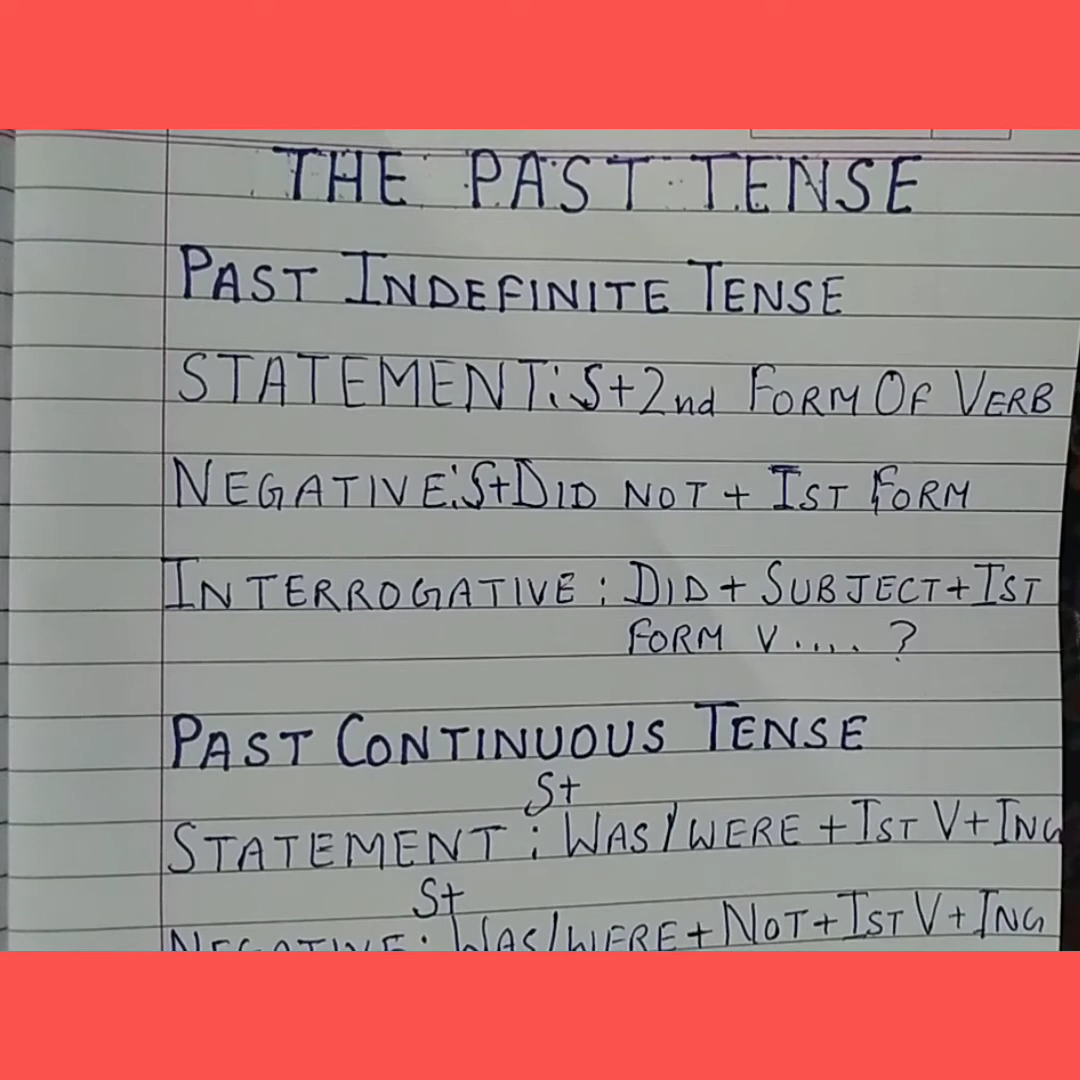 THE PAST TENSE
PAST INDEFINITE TENSE
STATEMENT: S+2nd FORM OF VERB
NEGATIVE: S+DID NOT + IST FORM
INTERROGATIVE : DID + SUBJECT + IST
FORM V ..... ?
PAST CONTINUOUS TENSE
S+
STATEMENT : WAS/WERE + IST V + ING
S+
NEGATIVE: WAS/WERE + NOT + IST V + ING